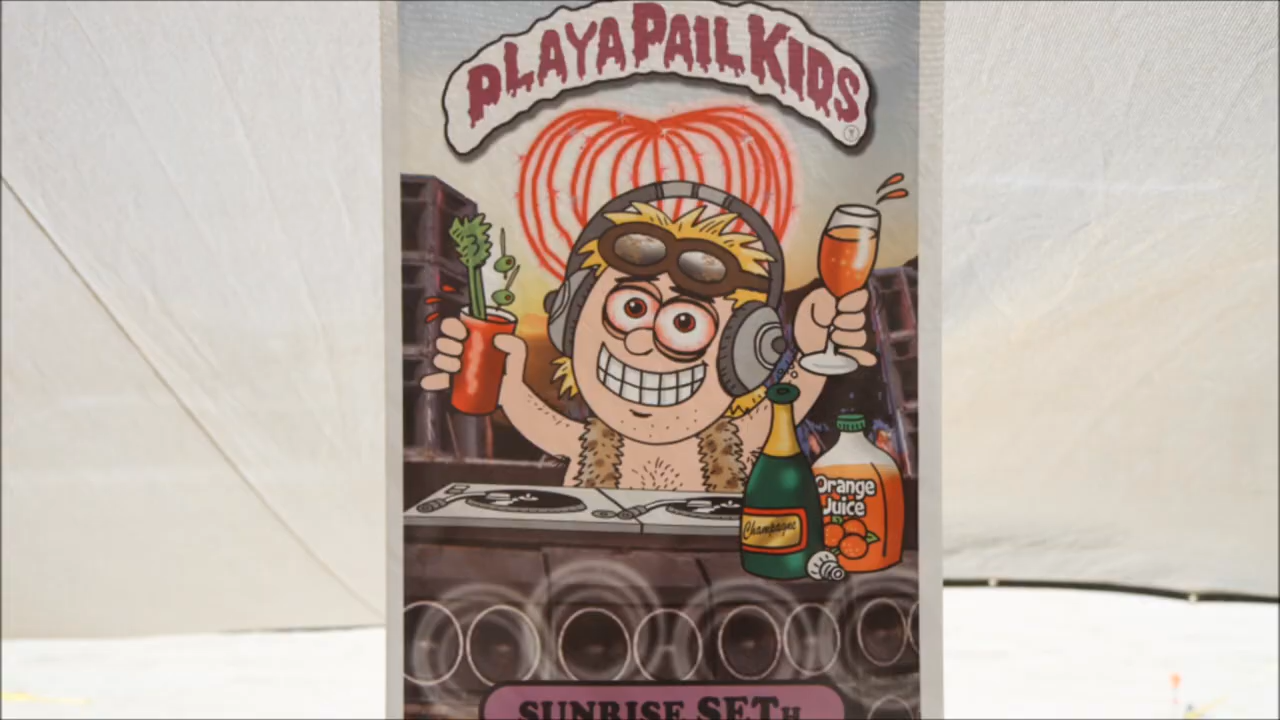 PLAYA PAIL KIDS
Orange
Juice
Champagne
SUNRISE SETH